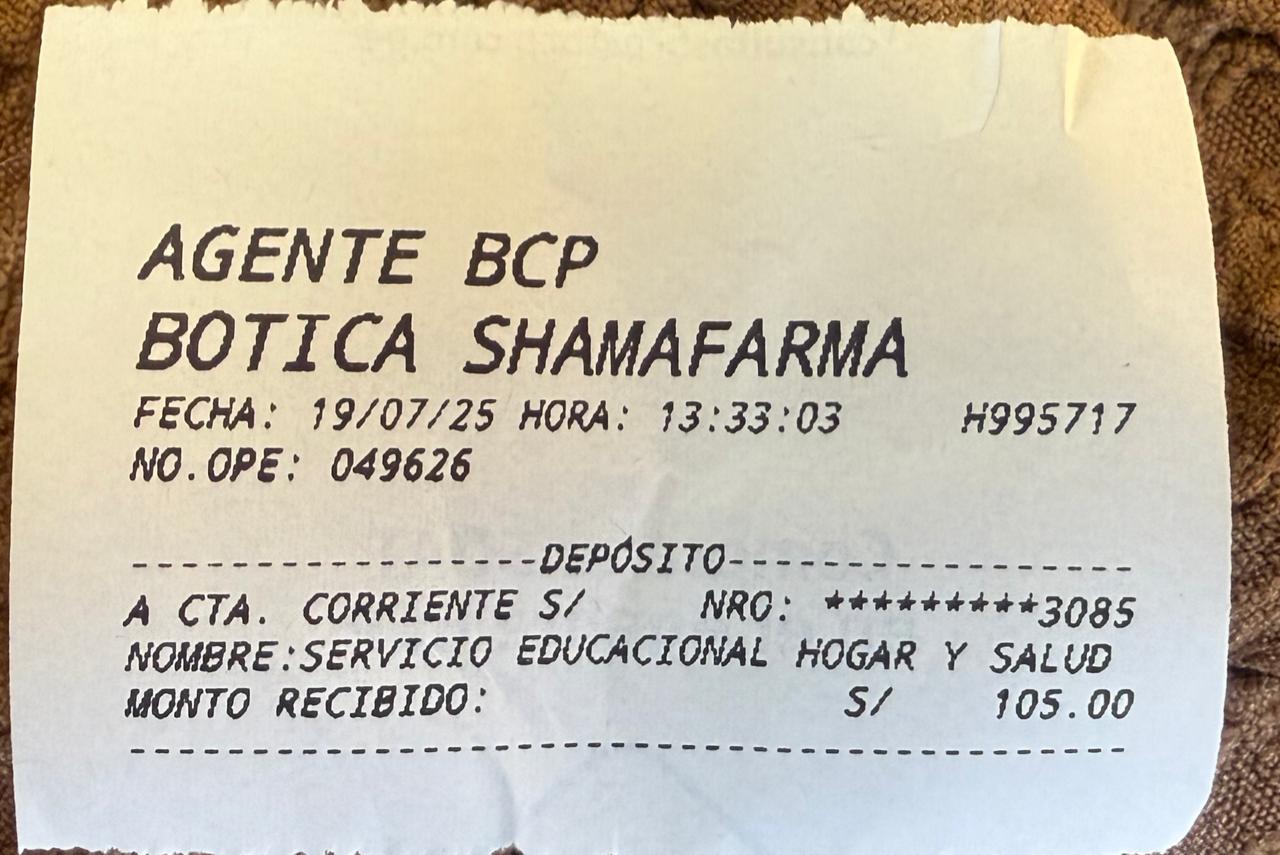 AGENTE BCP
BOTICA SHAMAFARMA
FECHA: 19/07/25 HORA: 13:33:03 H995717
NO.OPE: 049626
-----------------DEPÓSITO-----------------
A CTA. CORRIENTE S/ NRO: *********3085
NOMBRE:SERVICIO EDUCACIONAL HOGAR Y SALUD
MONTO RECIBIDO: S/ 105.00
------------------------------------------